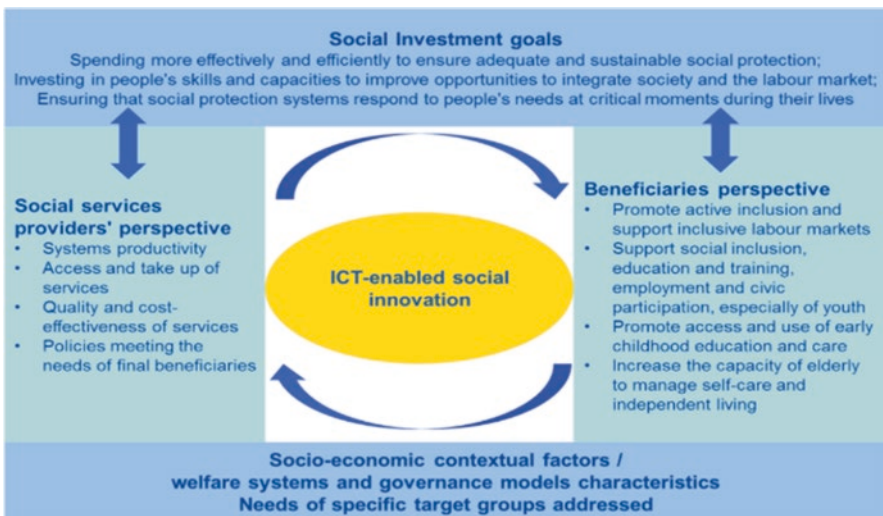 Social Investment goals
Spending more effectively and efficiently to ensure adequate and sustainable social protection;
Investing in people's skills and capacities to improve opportunities to integrate society and the labour market;
Ensuring that social protection systems respond to people's needs at critical moments during their lives
Social services
providers' perspective
• Systems productivity
• Access and take up of
services
• Quality and cost-
effectiveness of services
• Policies meeting the
needs of final beneficiaries
ICT-enabled social
innovation
Beneficiaries perspective
• Promote active inclusion and
support inclusive labour markets
• Support social inclusion,
education and training,
employment and civic
participation, especially of youth
• Promote access and use of early
childhood education and care
• Increase the capacity of elderly
to manage self-care and
independent living
Socio-economic contextual factors /
welfare systems and governance models characteristics
Needs of specific target groups addressed